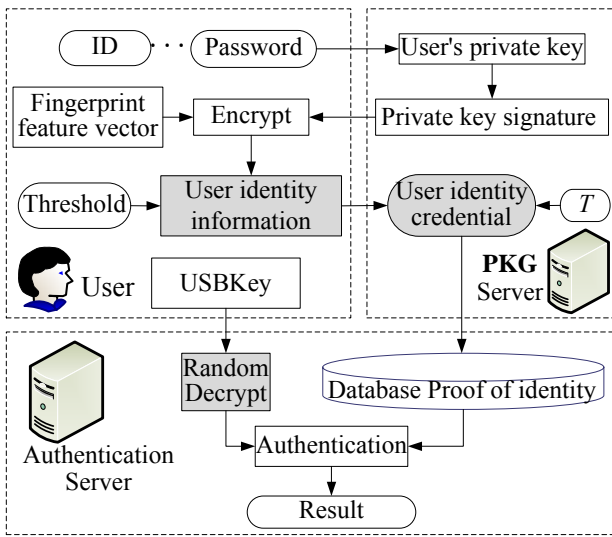 ID ··· Password
User's private key
Fingerprint
feature vector
Encrypt
Private key signature
Threshold
User identity
information
User identity
credential
T
User
USBKey
PKG
Server
Random
Decrypt
Database Proof of identity
Authentication
Server
Authentication
Result